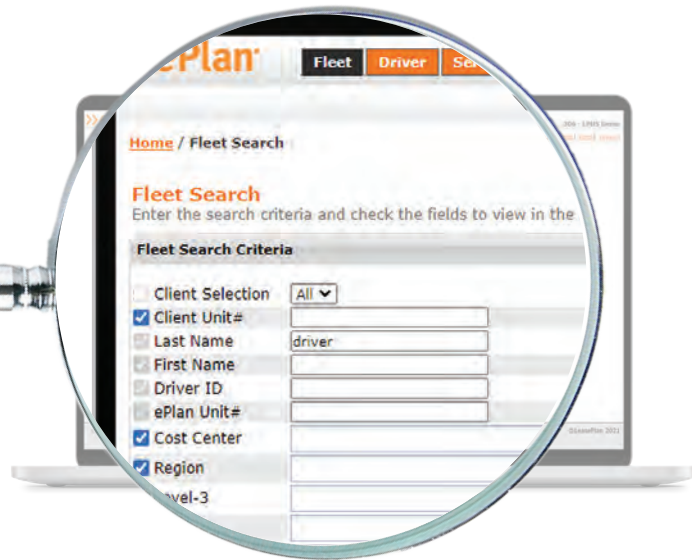 ePlan
Fleet Driver
Home / Fleet Search
Fleet Search
Enter the search criteria and check the fields to view in the
Fleet Search Criteria
Client Selection All
Client Unit#
Last Name driver
First Name
Driver ID
ePlan Unit#
Cost Center
Region